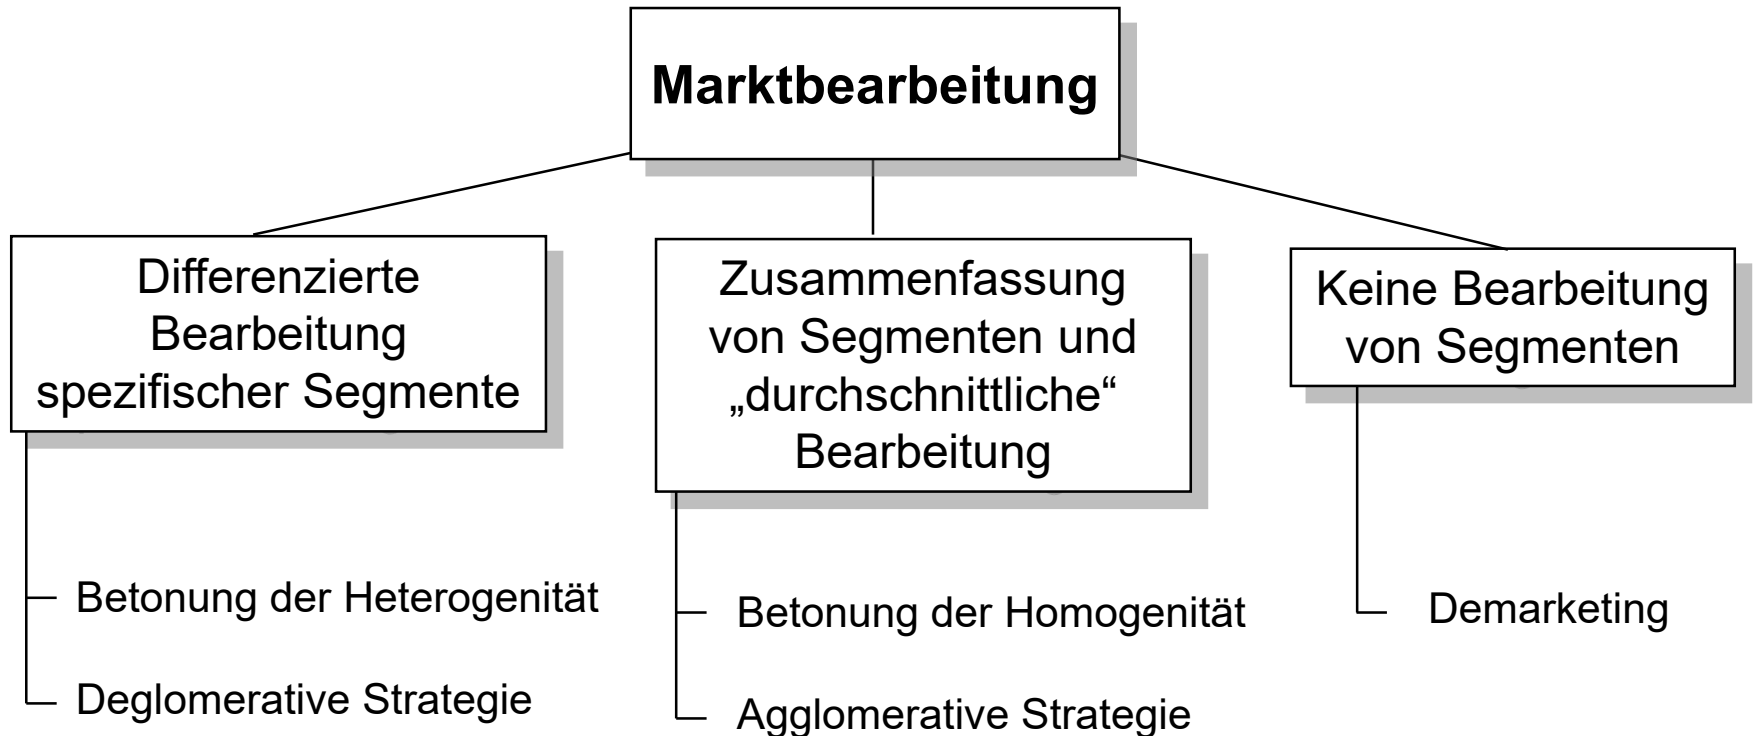 Marktbearbeitung
Differenzierte
Bearbeitung
spezifischer Segmente
Zusammenfassung
von Segmenten und
„durchschnittliche“
Bearbeitung
Keine Bearbeitung
von Segmenten
Betonung der Heterogenität
Deglomerative Strategie
Betonung der Homogenität
Agglomerative Strategie
Demarketing